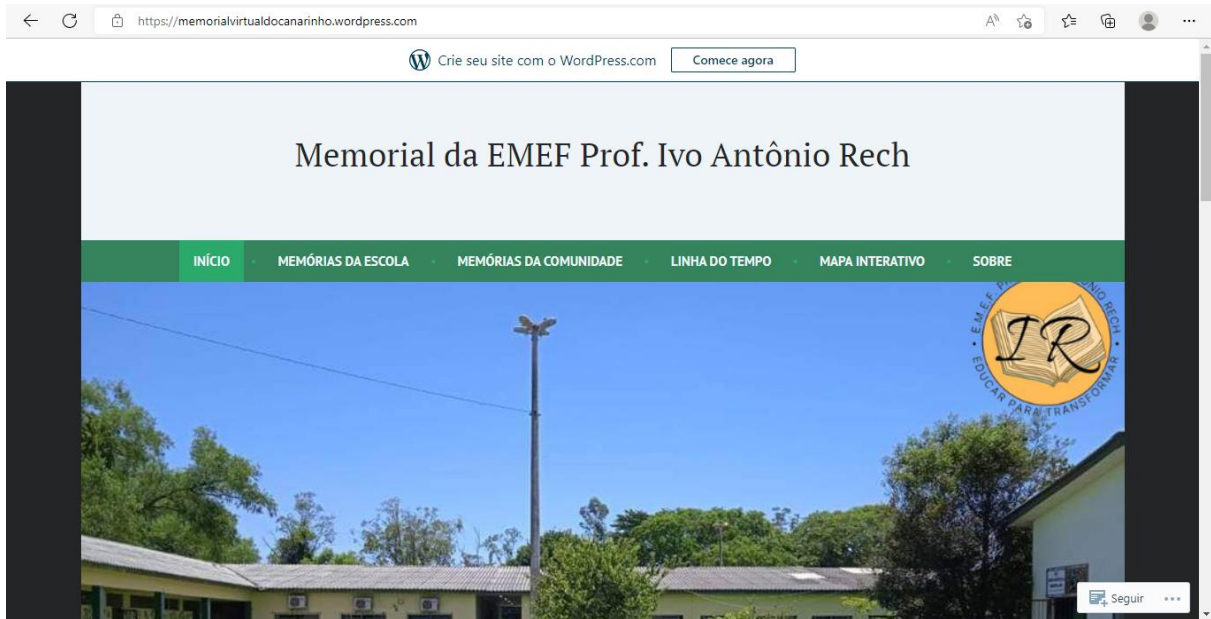 https://memorialvirtualdocanarinho.wordpress.com
Crie seu site com o WordPress.com Comece agora
Memorial da EMEF Prof. Ivo Antônio Rech
INÍCIO MEMÓRIAS DA ESCOLA MEMÓRIAS DA COMUNIDADE LINHA DO TEMPO MAPA INTERATIVO SOBRE
IR
EDUCAR PARA TRANSFORMAR
Seguir